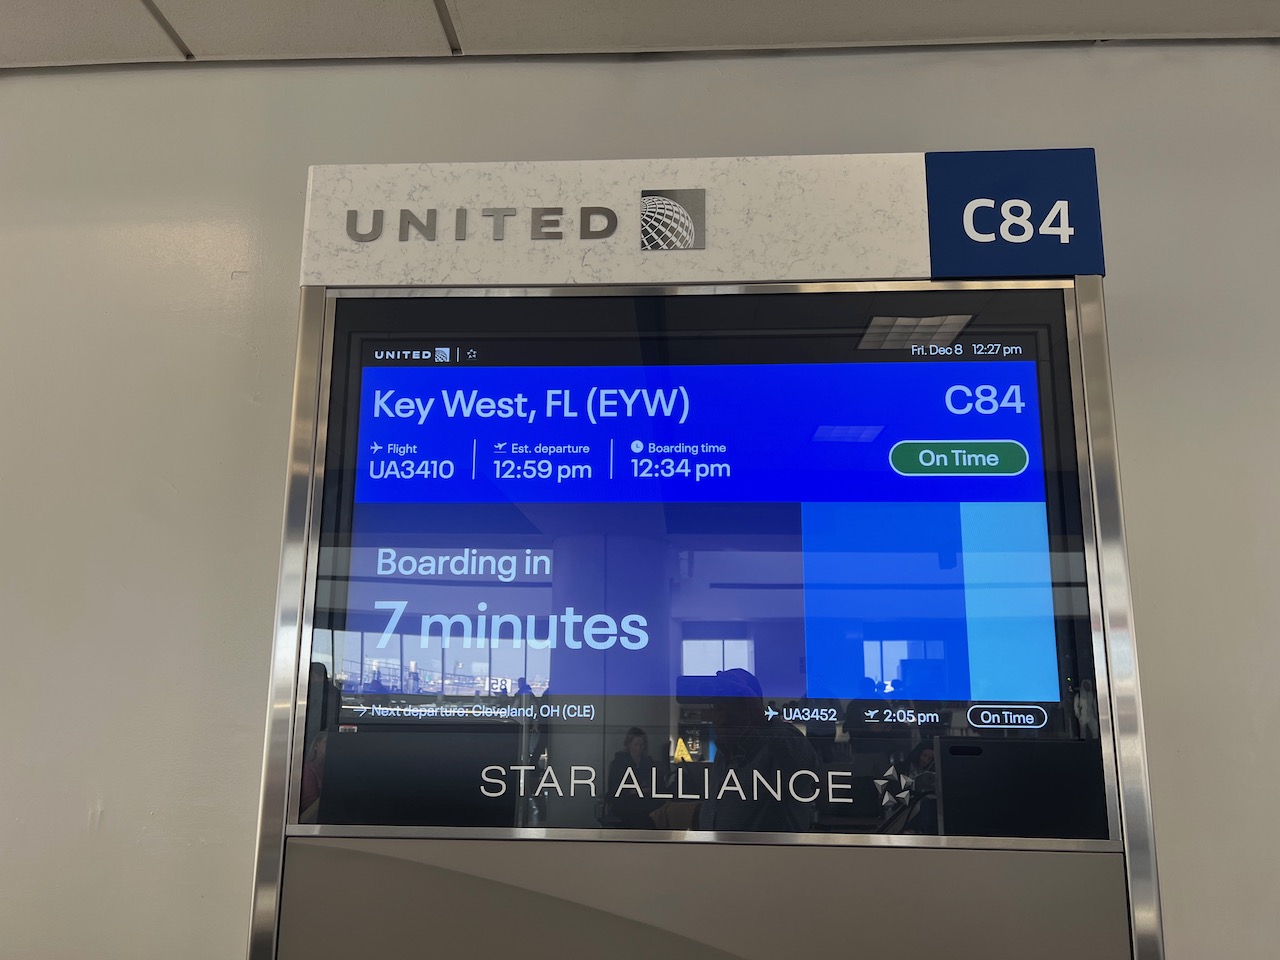 UNITED
C84
UNITED
Fri. Dec 8 12:27 pm
Key West, FL (EYW)
C84
Flight
UA3410
Est. departure
12:59 pm
Boarding time
12:34 pm
On Time
Boarding in
7 minutes
→ Next departure: Cleveland, OH (CLE)
UA3452
2:05 pm
On Time
STAR ALLIANCE